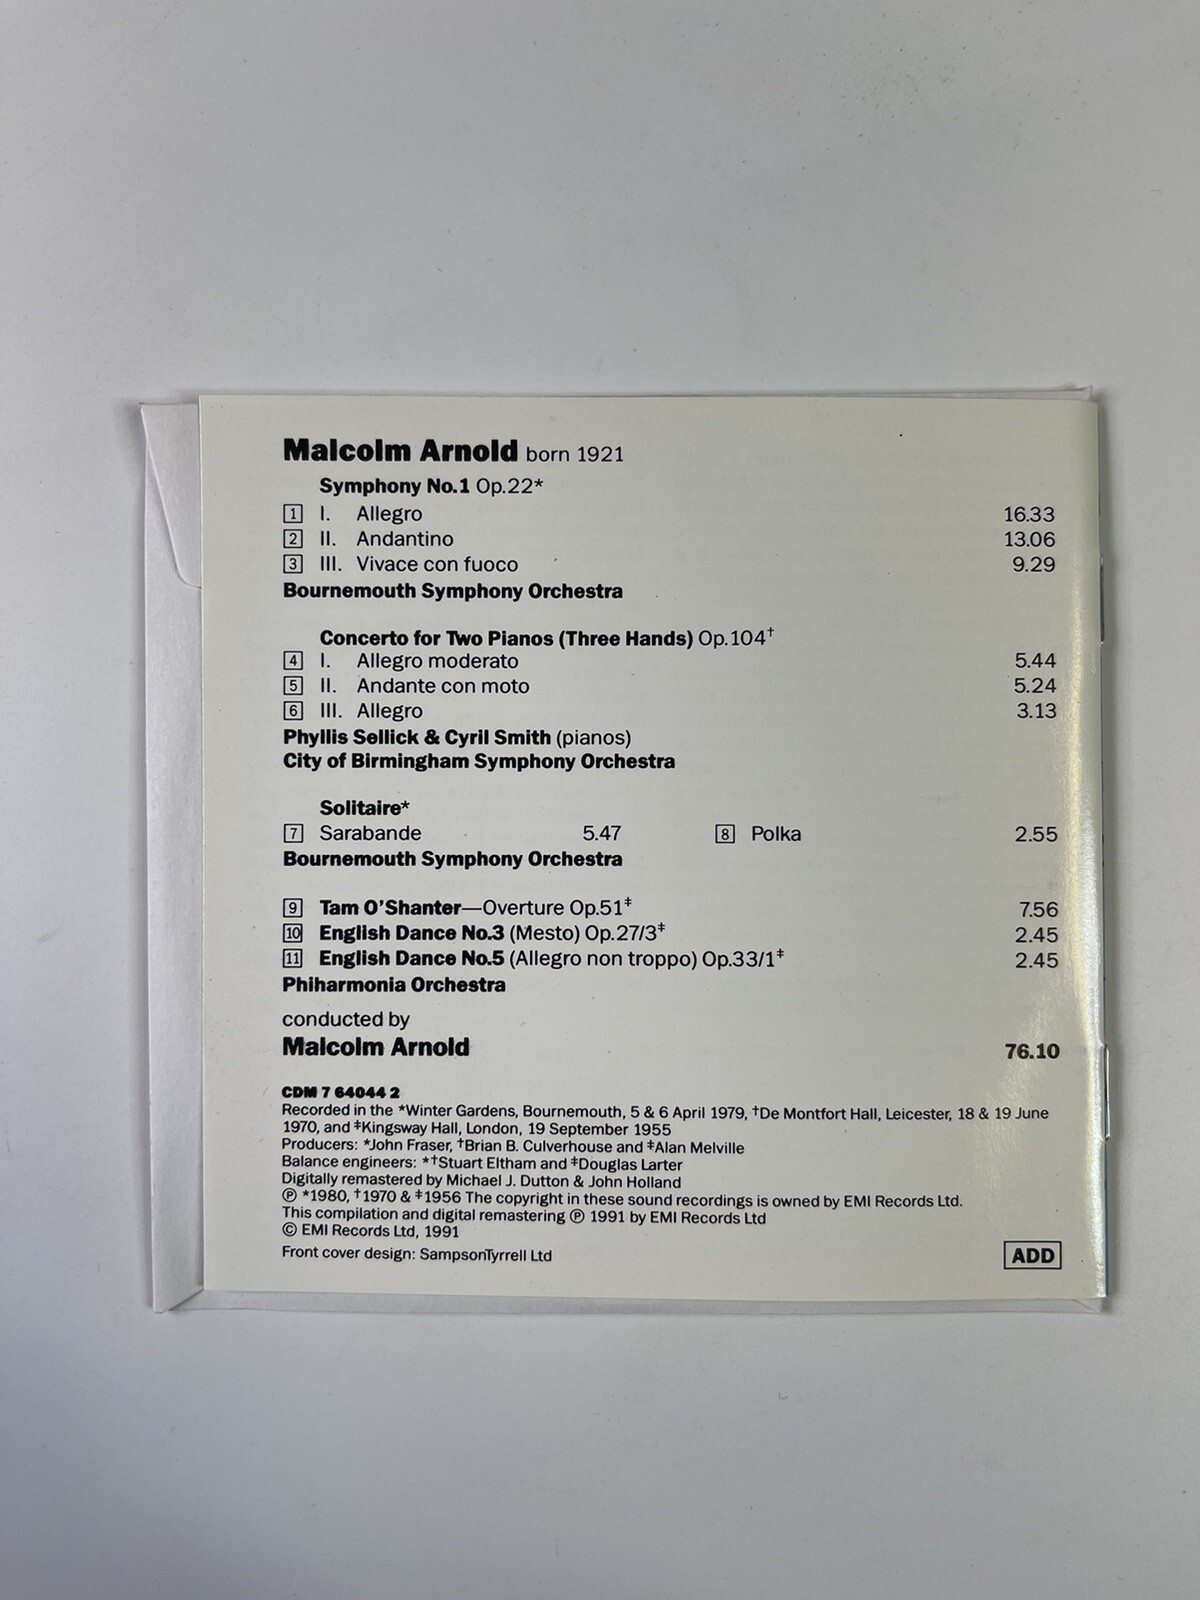 Malcolm Arnold born 1921
Symphony No.1 Op.22*
1 I. Allegro 16.33
2 II. Andantino 13.06
3 III. Vivace con fuoco 9.29
Bournemouth Symphony Orchestra
Concerto for Two Pianos (Three Hands) Op.104†
4 I. Allegro moderato 5.44
5 II. Andante con moto 5.24
6 III. Allegro 3.13
Phyllis Sellick & Cyril Smith (pianos)
City of Birmingham Symphony Orchestra
Solitaire*
7 Sarabande 5.47 8 Polka 2.55
Bournemouth Symphony Orchestra
9 Tam O'Shanter—Overture Op.51‡ 7.56
10 English Dance No.3 (Mesto) Op.27/3‡ 2.45
11 English Dance No.5 (Allegro non troppo) Op.33/1‡ 2.45
Philharmonia Orchestra
conducted by
Malcolm Arnold 76.10
CDM 7 64044 2
Recorded in the *Winter Gardens, Bournemouth, 5 & 6 April 1979, †De Montfort Hall, Leicester, 18 & 19 June
1970, and ‡Kingsway Hall, London, 19 September 1955
Producers: *John Fraser, †Brian B. Culverhouse and ‡Alan Melville
Balance engineers: *†Stuart Eltham and ‡Douglas Larter
Digitally remastered by Michael J. Dutton & John Holland
℗ *1980, †1970 & ‡1956 The copyright in these sound recordings is owned by EMI Records Ltd.
This compilation and digital remastering ℗ 1991 by EMI Records Ltd
© EMI Records Ltd, 1991
Front cover design: SampsonTyrrell Ltd
ADD